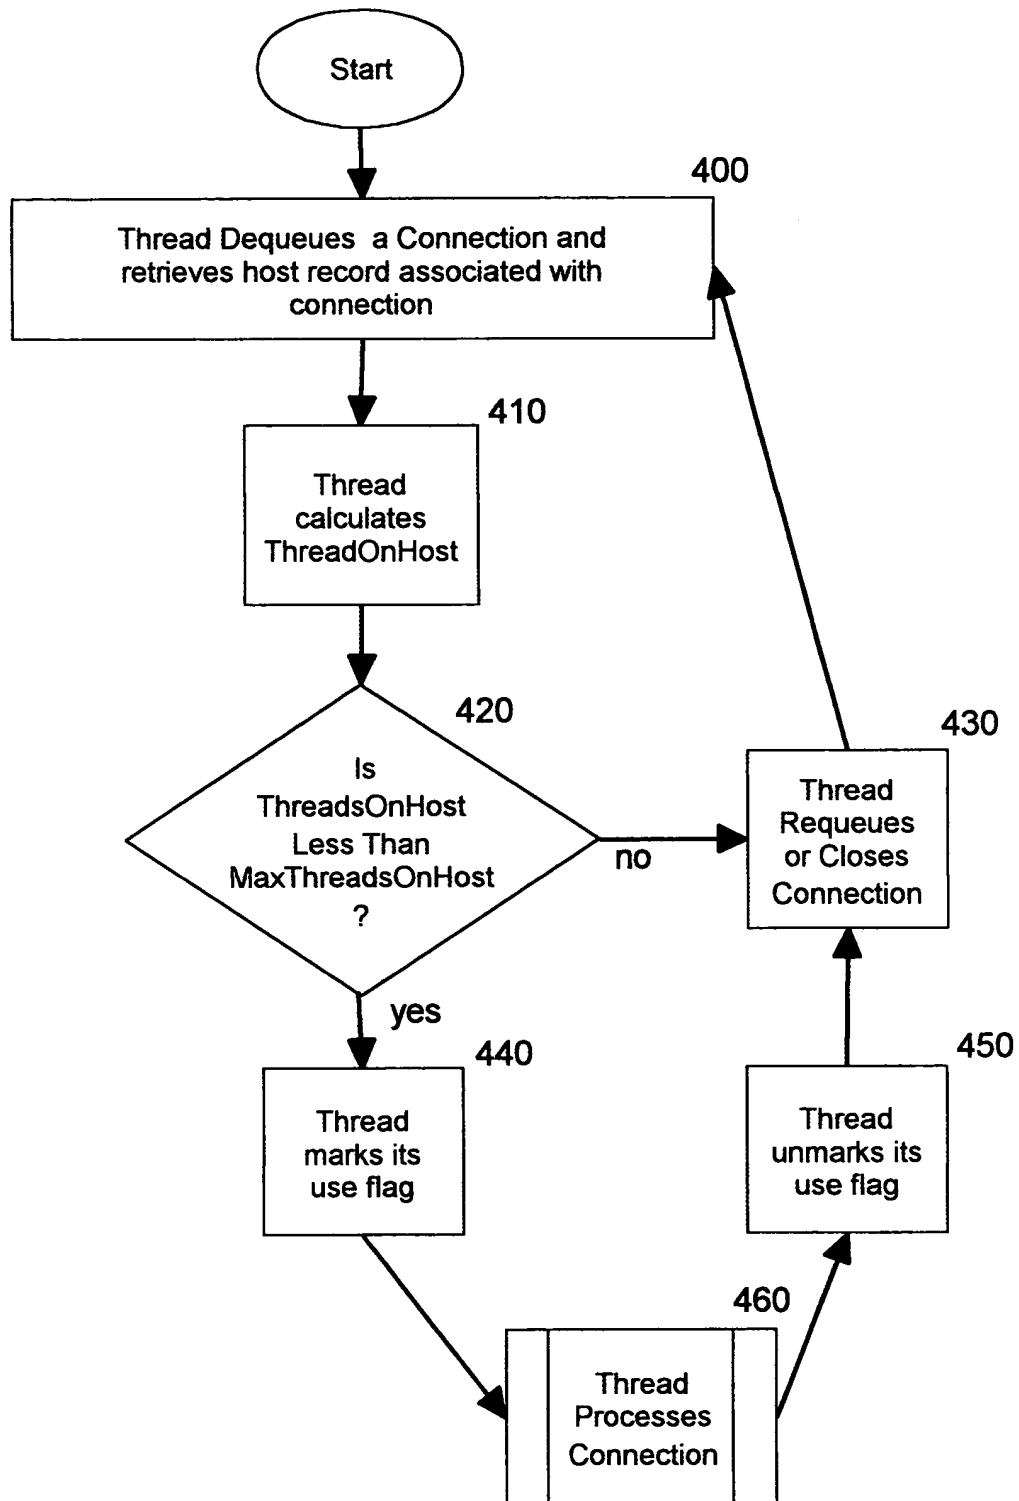 Start
400
Thread Dequeues a Connection and
retrieves host record associated with
connection
410
Thread
calculates
ThreadOnHost
420
Is
ThreadsOnHost
Less Than
MaxThreadsOnHost
?
no
430
Thread
Requeues
or Closes
Connection
yes
440
Thread
marks its
use flag
450
Thread
unmarks its
use flag
460
Thread
Processes
Connection